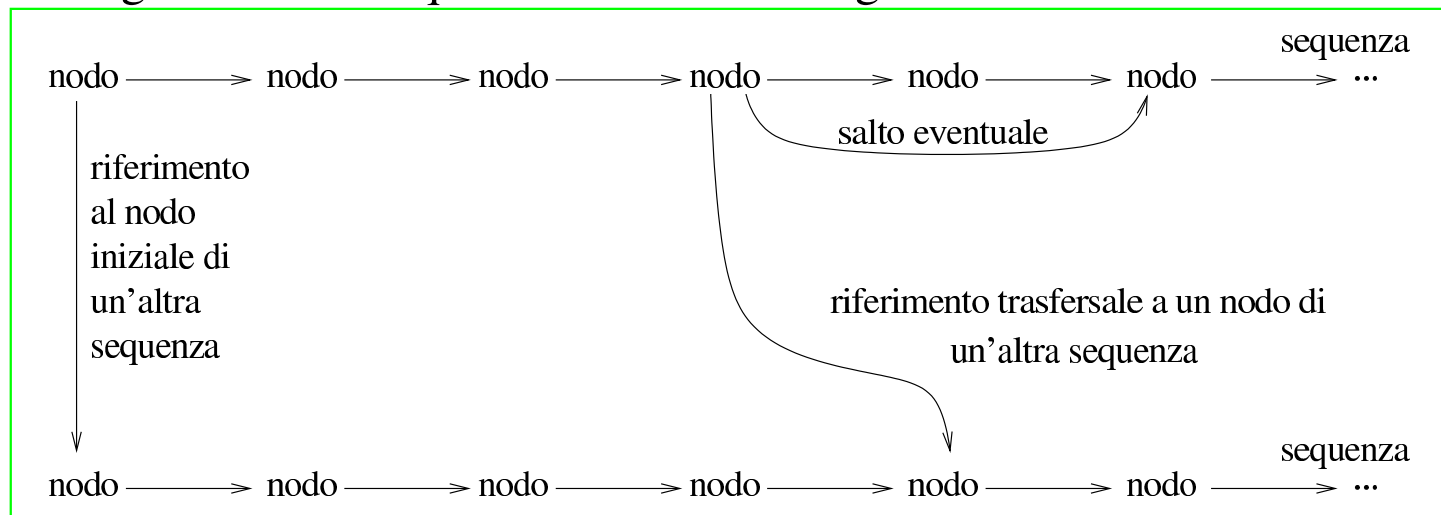 sequenza
nodo nodo nodo nodo nodo nodo ...
salto eventuale
riferimento
al nodo
iniziale di
un'altra
sequenza
riferimento trasfersale a un nodo di
un'altra sequenza
sequenza
nodo nodo nodo nodo nodo nodo ...